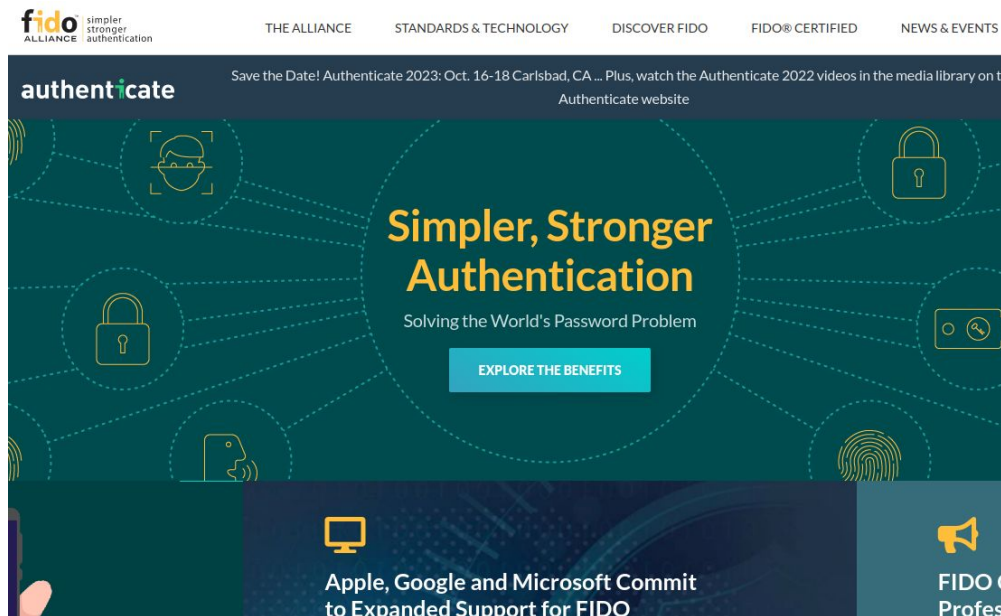 fido
ALLIANCE
simpler
stronger
authentication
THE ALLIANCE
STANDARDS & TECHNOLOGY
DISCOVER FIDO
FIDO® CERTIFIED
NEWS & EVENTS
authenticate
Save the Date! Authenticate 2023: Oct. 16-18 Carlsbad, CA ... Plus, watch the Authenticate 2022 videos in the media library on
Authenticate website
Simpler, Stronger
Authentication
Solving the World's Password Problem
EXPLORE THE BENEFITS
Apple, Google and Microsoft Commit
to Expanded Support for FIDO
FIDO